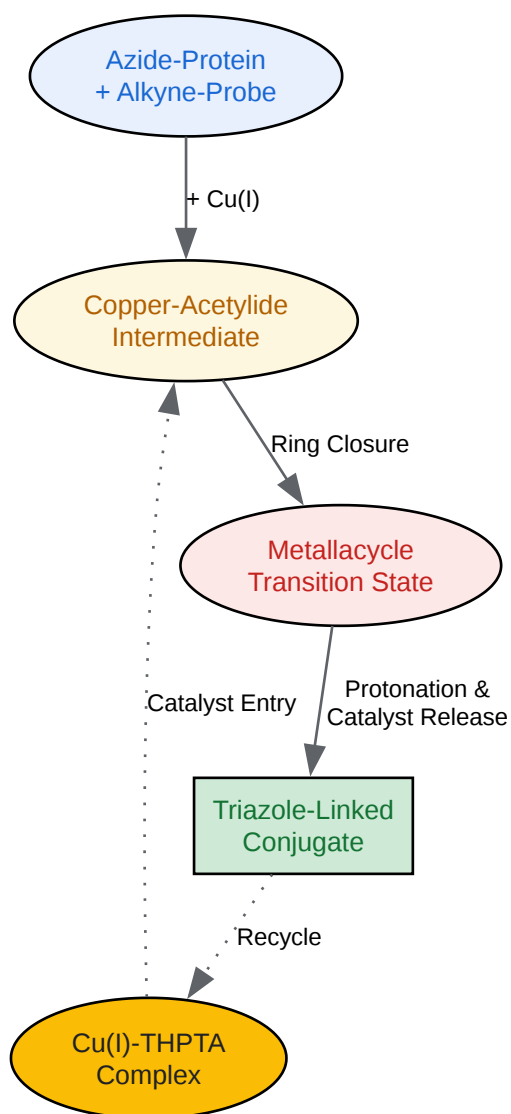 Azide-Protein
+ Alkyne-Probe
+ Cu(I)
Copper-Acetylide
Intermediate
Ring Closure
Metallacycle
Transition State
Catalyst Entry
Protonation &
Catalyst Release
Triazole-Linked
Conjugate
Recycle
Cu(I)-THPTA
Complex